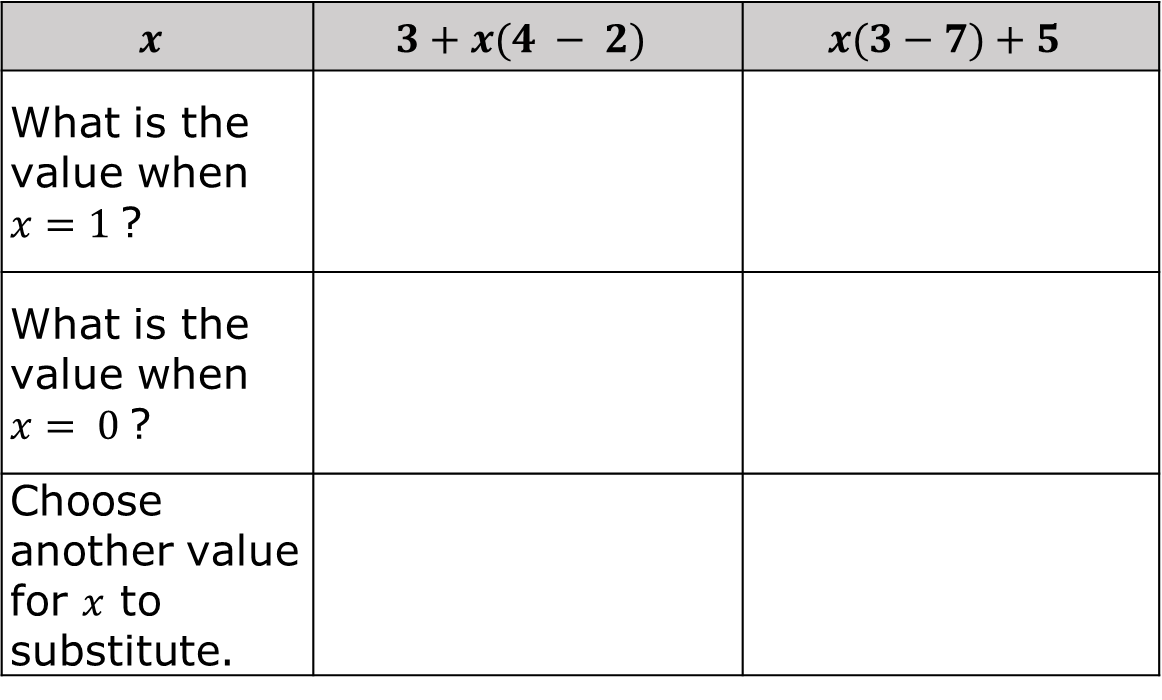 x 3 + x(4 − 2) x(3 − 7) + 5
What is the
value when
x = 1 ?
What is the
value when
x = 0 ?
Choose
another value
for x to
substitute.